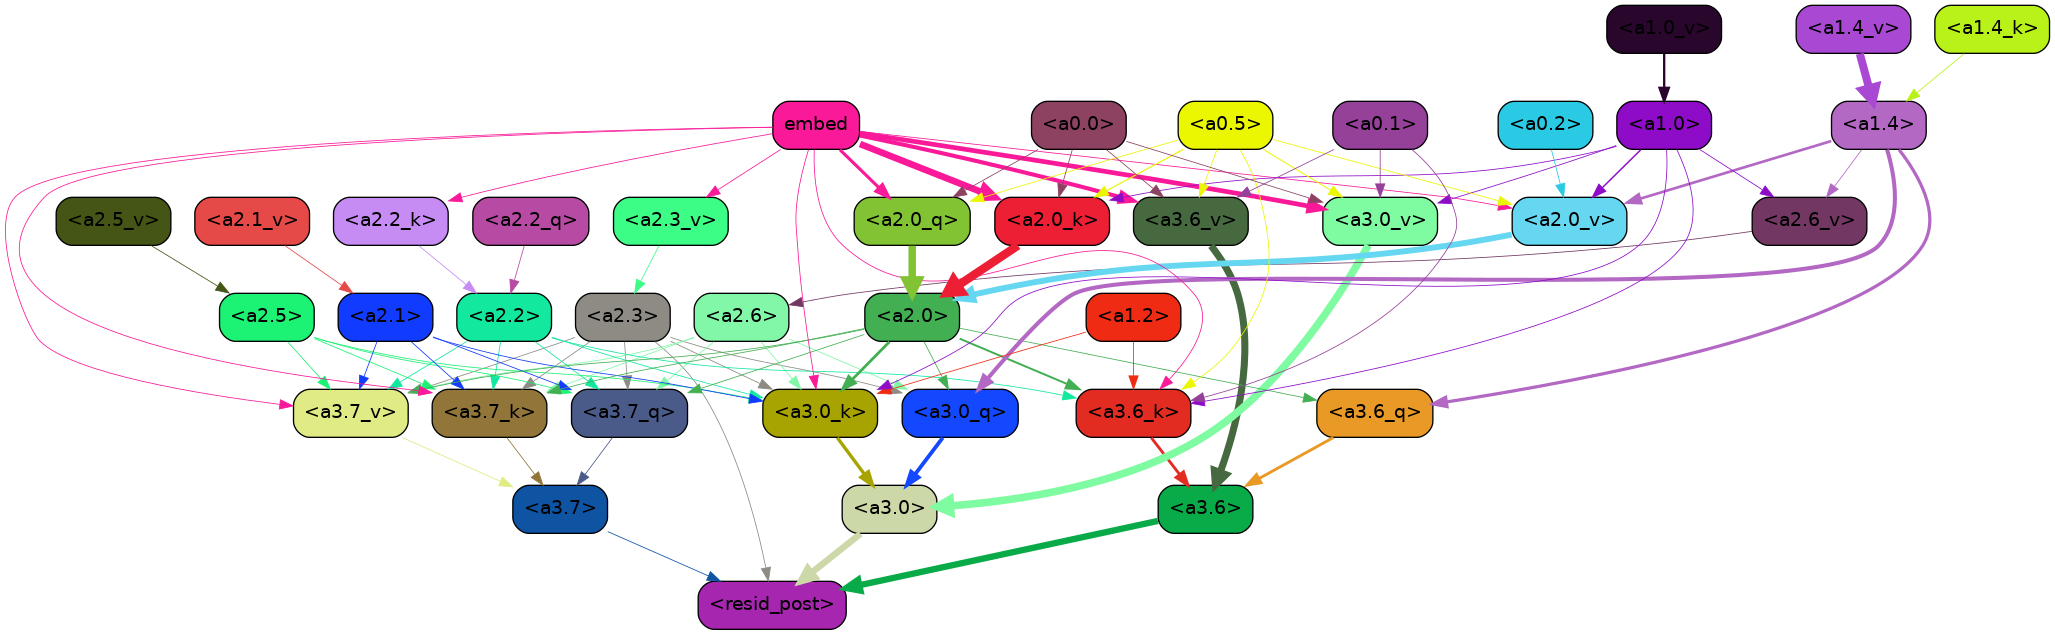 <a1.0_v>
<a1.4_v>
<a1.4_k>
embed
<a0.0>
<a0.5>
<a0.1>
<a0.2>
<a1.0>
<a1.4>
<a2.5_v>
<a2.1_v>
<a2.2_k>
<a2.2_q>
<a2.3_v>
<a2.0_q>
<a2.0_k>
<a3.6_v>
<a3.0_v>
<a2.0_v>
<a2.6_v>
<a2.5>
<a2.1>
<a2.2>
<a2.3>
<a2.6>
<a2.0>
<a1.2>
<a3.7_v>
<a3.7_k>
<a3.7_q>
<a3.0_k>
<a3.0_q>
<a3.6_k>
<a3.6_q>
<a3.7>
<a3.0>
<a3.6>
<resid_post>